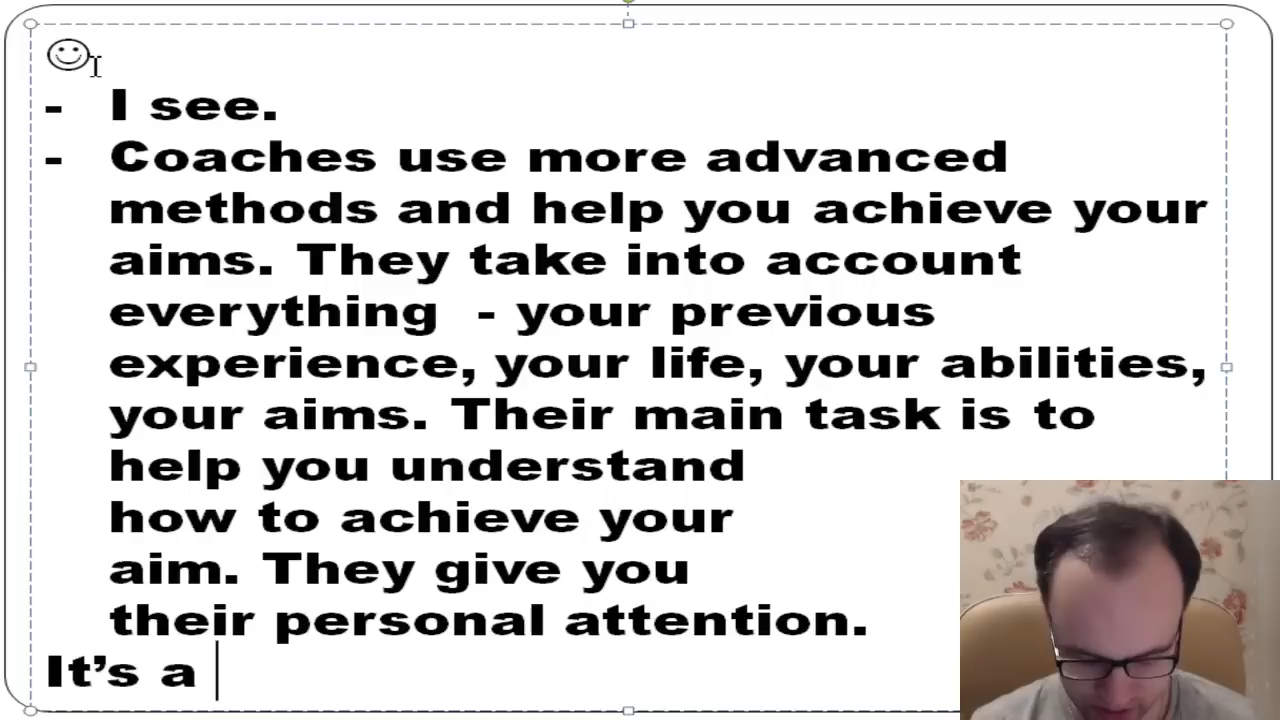 - I see.
- Coaches use more advanced
methods and help you achieve your
aims. They take into account
everything - your previous
experience, your life, your abilities,
your aims. Their main task is to
help you understand
how to achieve your
aim. They give you
their personal attention.
It's a